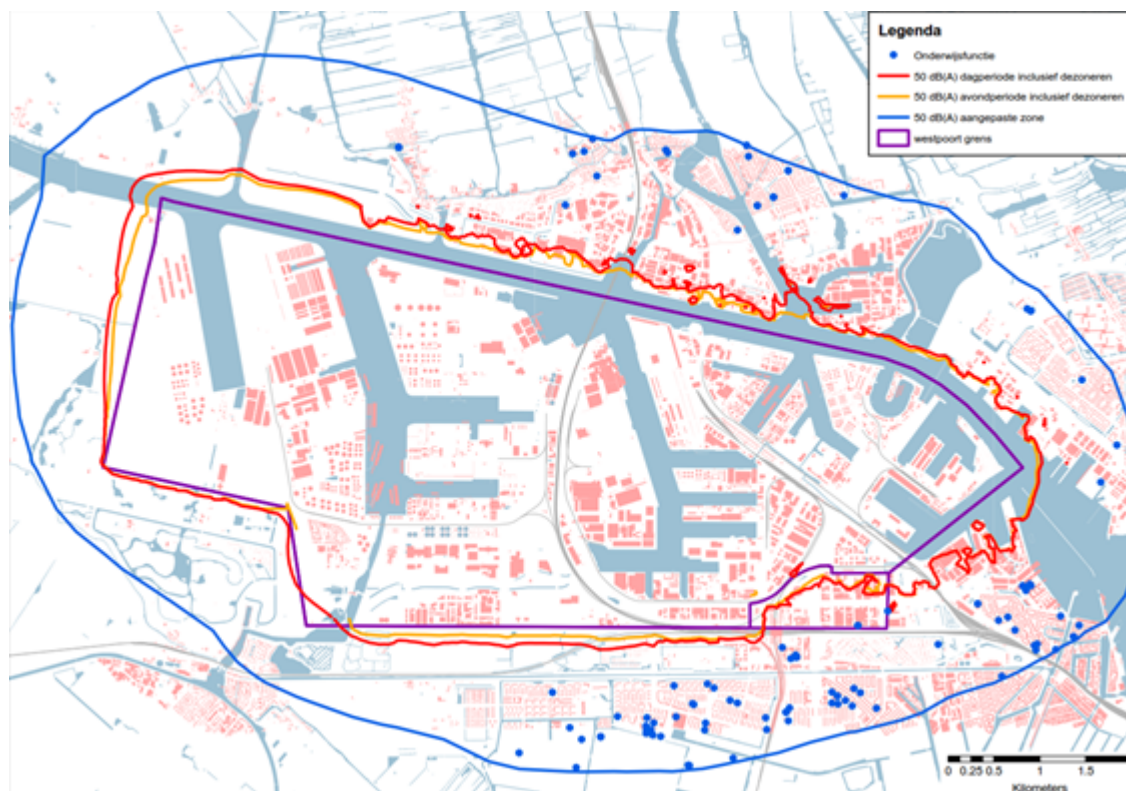 Legenda
Onderwijsfunctie
50 dB(A) dagperiode inclusief dezoneren
50 dB(A) avondperiode inclusief dezoneren
50 dB(A) aangepaste zone
westpoort grens
0 0.25 0.5 1 1.5
Kilometers